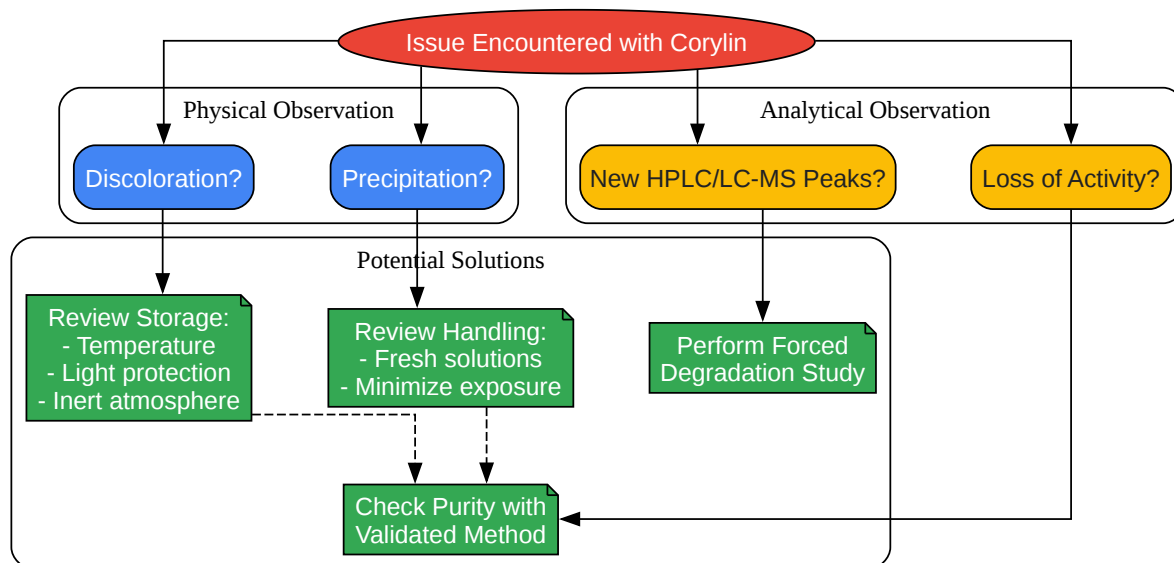 Issue Encountered with Corylin
Physical Observation
Analytical Observation
Discoloration?
Precipitation?
New HPLC/LC-MS Peaks?
Loss of Activity?
Potential Solutions
Review Storage:
- Temperature
- Light protection
- Inert atmosphere
Review Handling:
- Fresh solutions
- Minimize exposure
Perform Forced
Degradation Study
Check Purity with
Validated Method